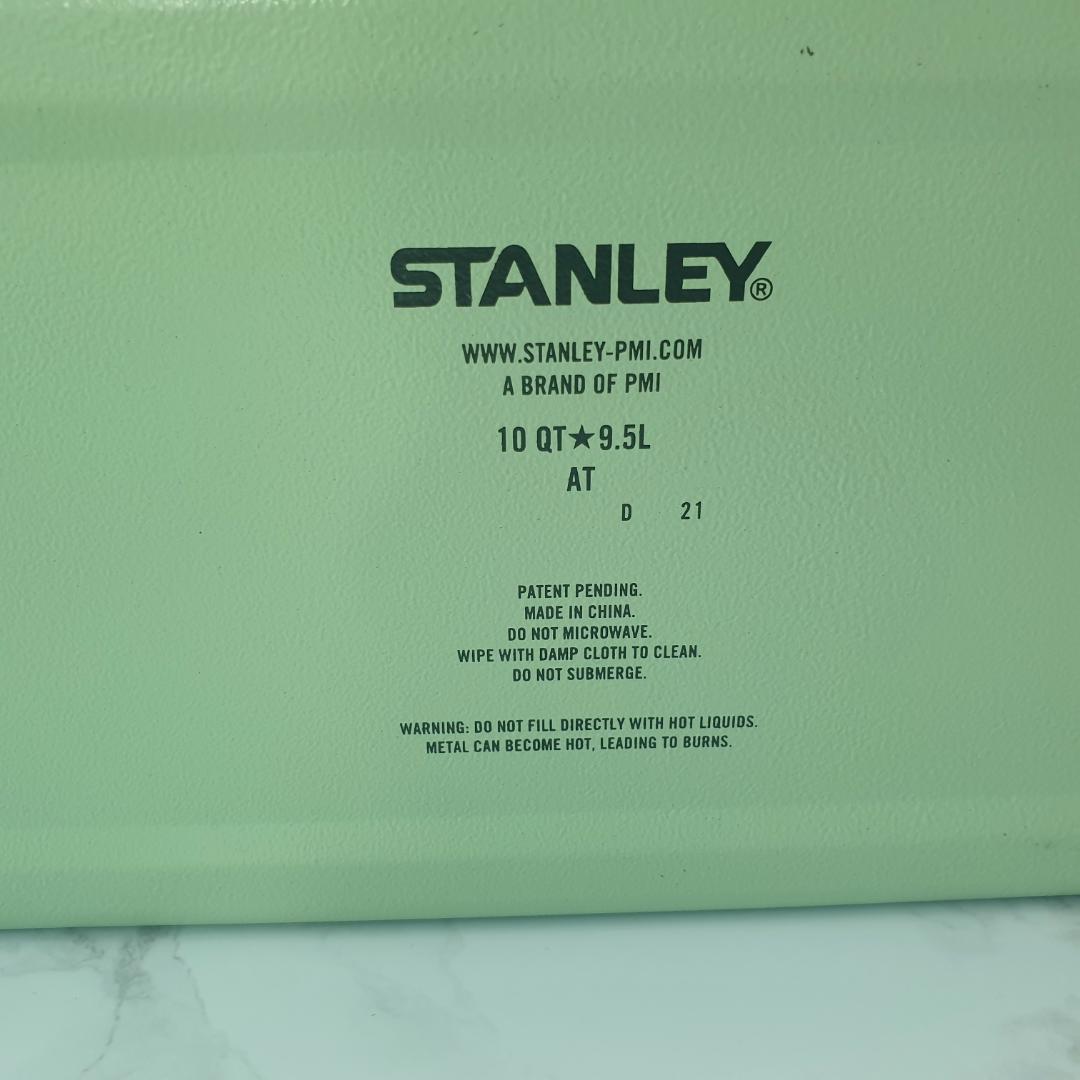 STANLEY®
WWW.STANLEY-PMI.COM
A BRAND OF PMI
10 QT★9.5L
AT
D 21
PATENT PENDING.
MADE IN CHINA.
DO NOT MICROWAVE.
WIPE WITH DAMP CLOTH TO CLEAN.
DO NOT SUBMERGE.
WARNING: DO NOT FILL DIRECTLY WITH HOT LIQUIDS.
METAL CAN BECOME HOT, LEADING TO BURNS.